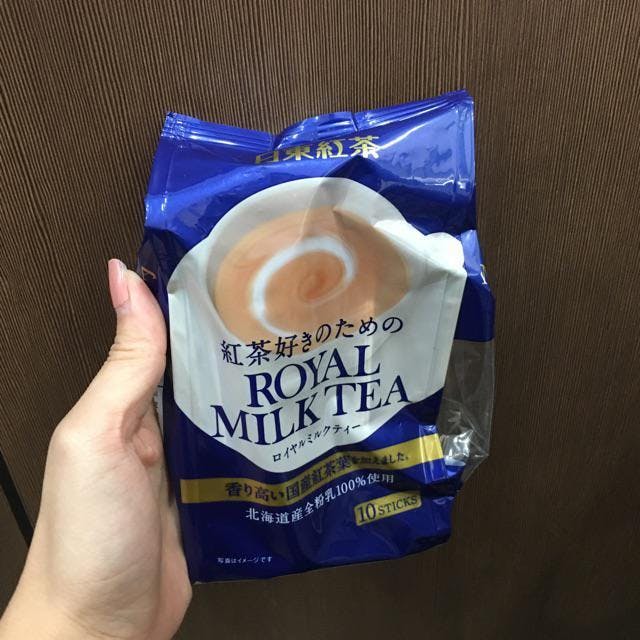 日東紅茶
紅茶好きのための
ROYAL
MILK TEA
ロイヤルミルクティー
香り高い国産紅茶葉を加えました。
北海道産全粉乳100%使用
10 STICKS
写真はイメージです